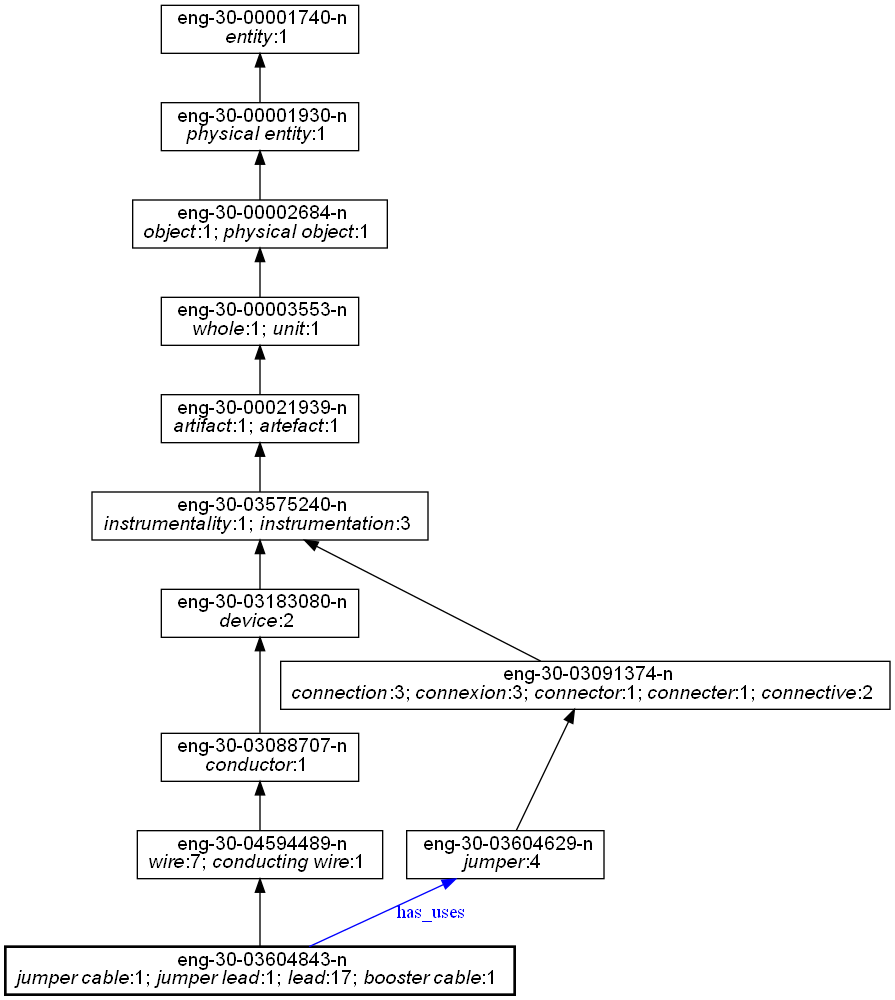 eng-30-00001740-n
entity:1
eng-30-00001930-n
physical entity:1
eng-30-00002684-n
object:1; physical object:1
eng-30-00003553-n
whole:1; unit:1
eng-30-00021939-n
artifact:1; artefact:1
eng-30-03575240-n
instrumentality:1; instrumentation:3
eng-30-03183080-n
device:2
eng-30-03091374-n
connection:3; connexion:3; connector:1; connecter:1; connective:2
eng-30-03088707-n
conductor:1
eng-30-04594489-n
wire:7; conducting wire:1
eng-30-03604629-n
jumper:4
has_uses
eng-30-03604843-n
jumper cable:1; jumper lead:1; lead:17; booster cable:1